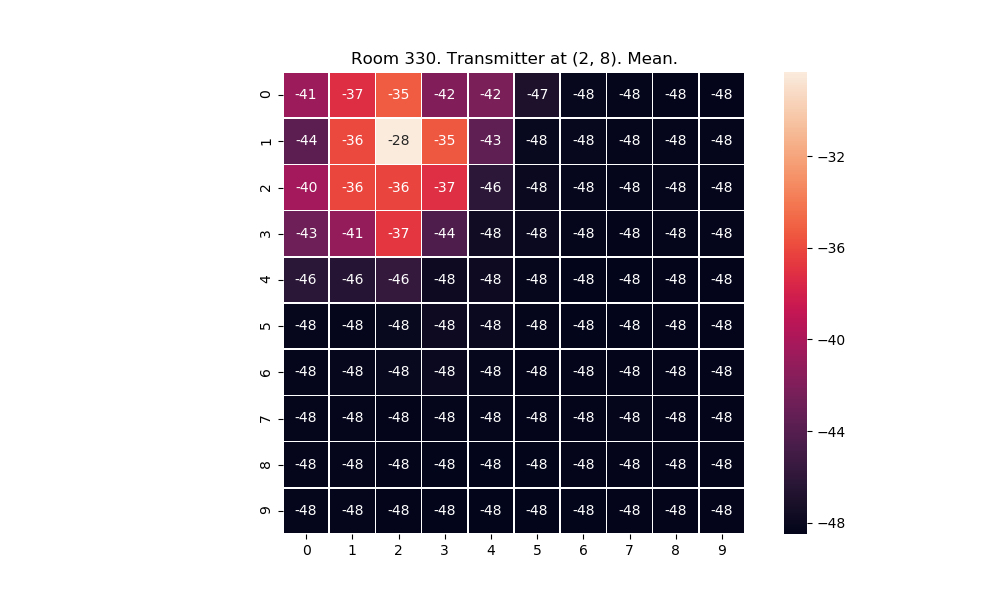 Room 330. Transmitter at (2, 8). Mean.
0 -41 -37 -35 -42 -42 -47 -48 -48 -48 -48
1 -44 -36 -28 -35 -43 -48 -48 -48 -48 -48
2 -40 -36 -36 -37 -46 -48 -48 -48 -48 -48
3 -43 -41 -37 -44 -48 -48 -48 -48 -48 -48
4 -46 -46 -46 -48 -48 -48 -48 -48 -48 -48
5 -48 -48 -48 -48 -48 -48 -48 -48 -48 -48
6 -48 -48 -48 -48 -48 -48 -48 -48 -48 -48
7 -48 -48 -48 -48 -48 -48 -48 -48 -48 -48
8 -48 -48 -48 -48 -48 -48 -48 -48 -48 -48
9 -48 -48 -48 -48 -48 -48 -48 -48 -48 -48
0 1 2 3 4 5 6 7 8 9
−32
−36
−40
−44
−48